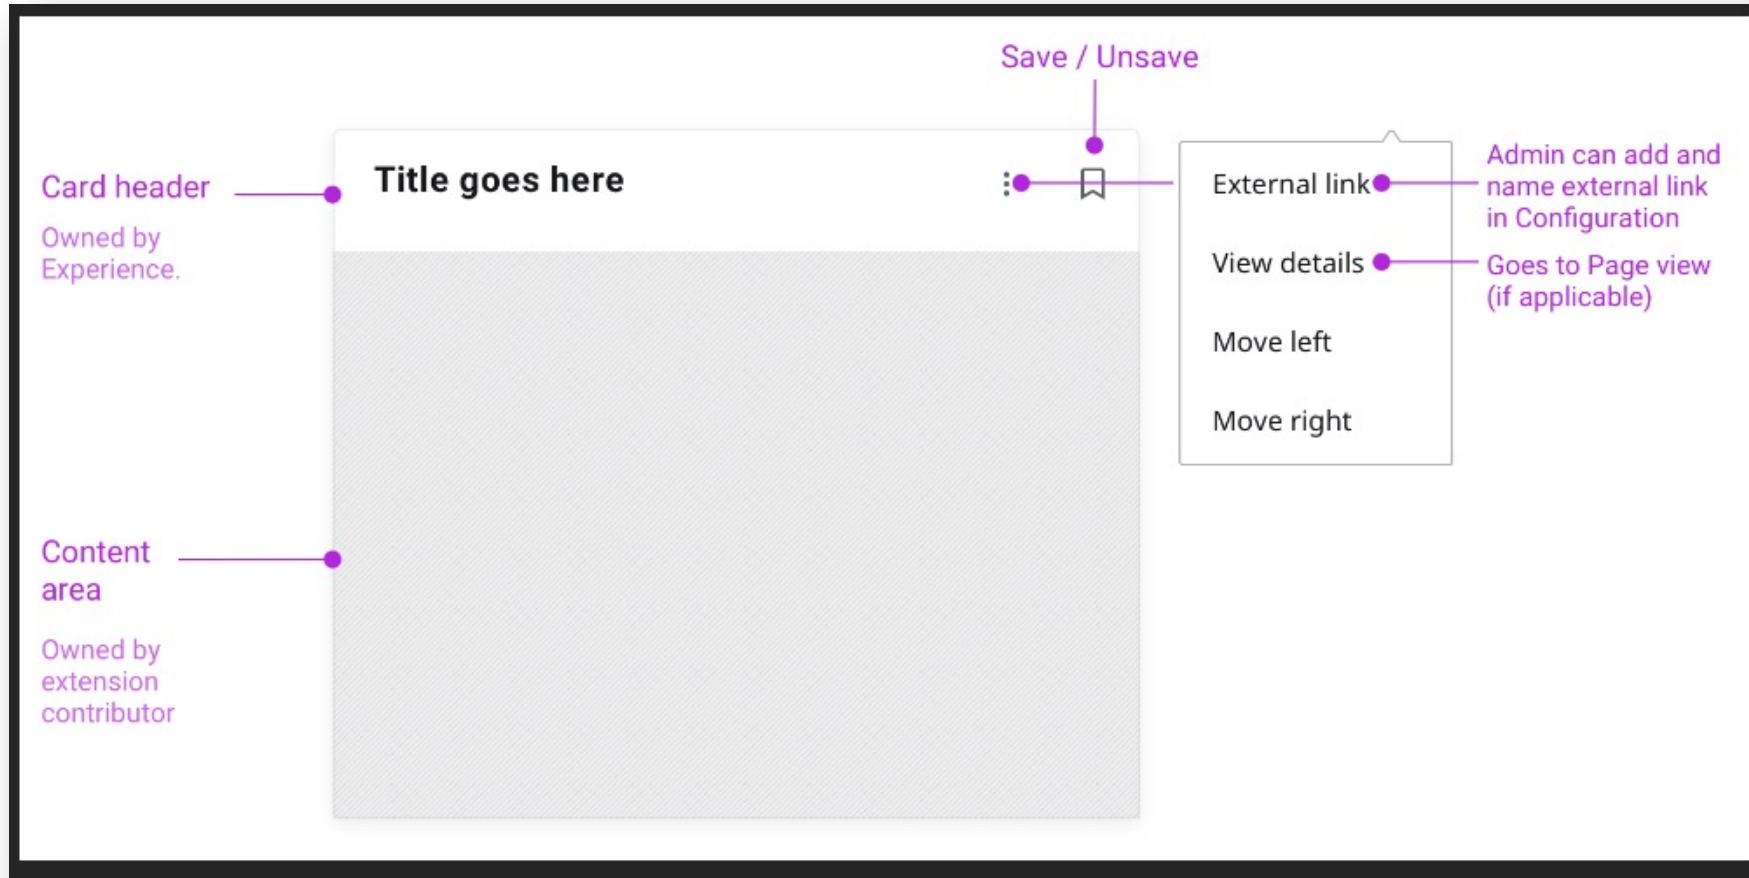 Save / Unsave
Card header
Owned by
Experience.
Title goes here
Content
area
Owned by
extension
contributor
External link
View details
Move left
Move right
Admin can add and
name external link
in Configuration
Goes to Page view
(if applicable)